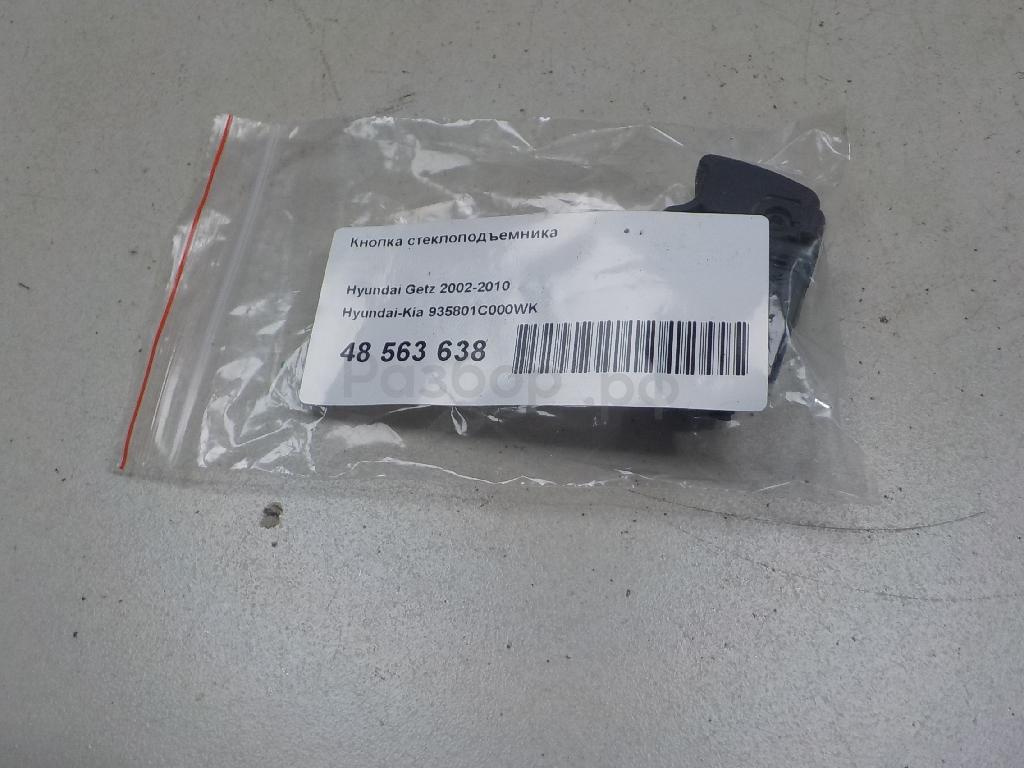 Кнопка стеклоподъемника
Hyundai Getz 2002-2010
Hyundai-Kia 935801C000WK
48 563 638
Разбор.рф